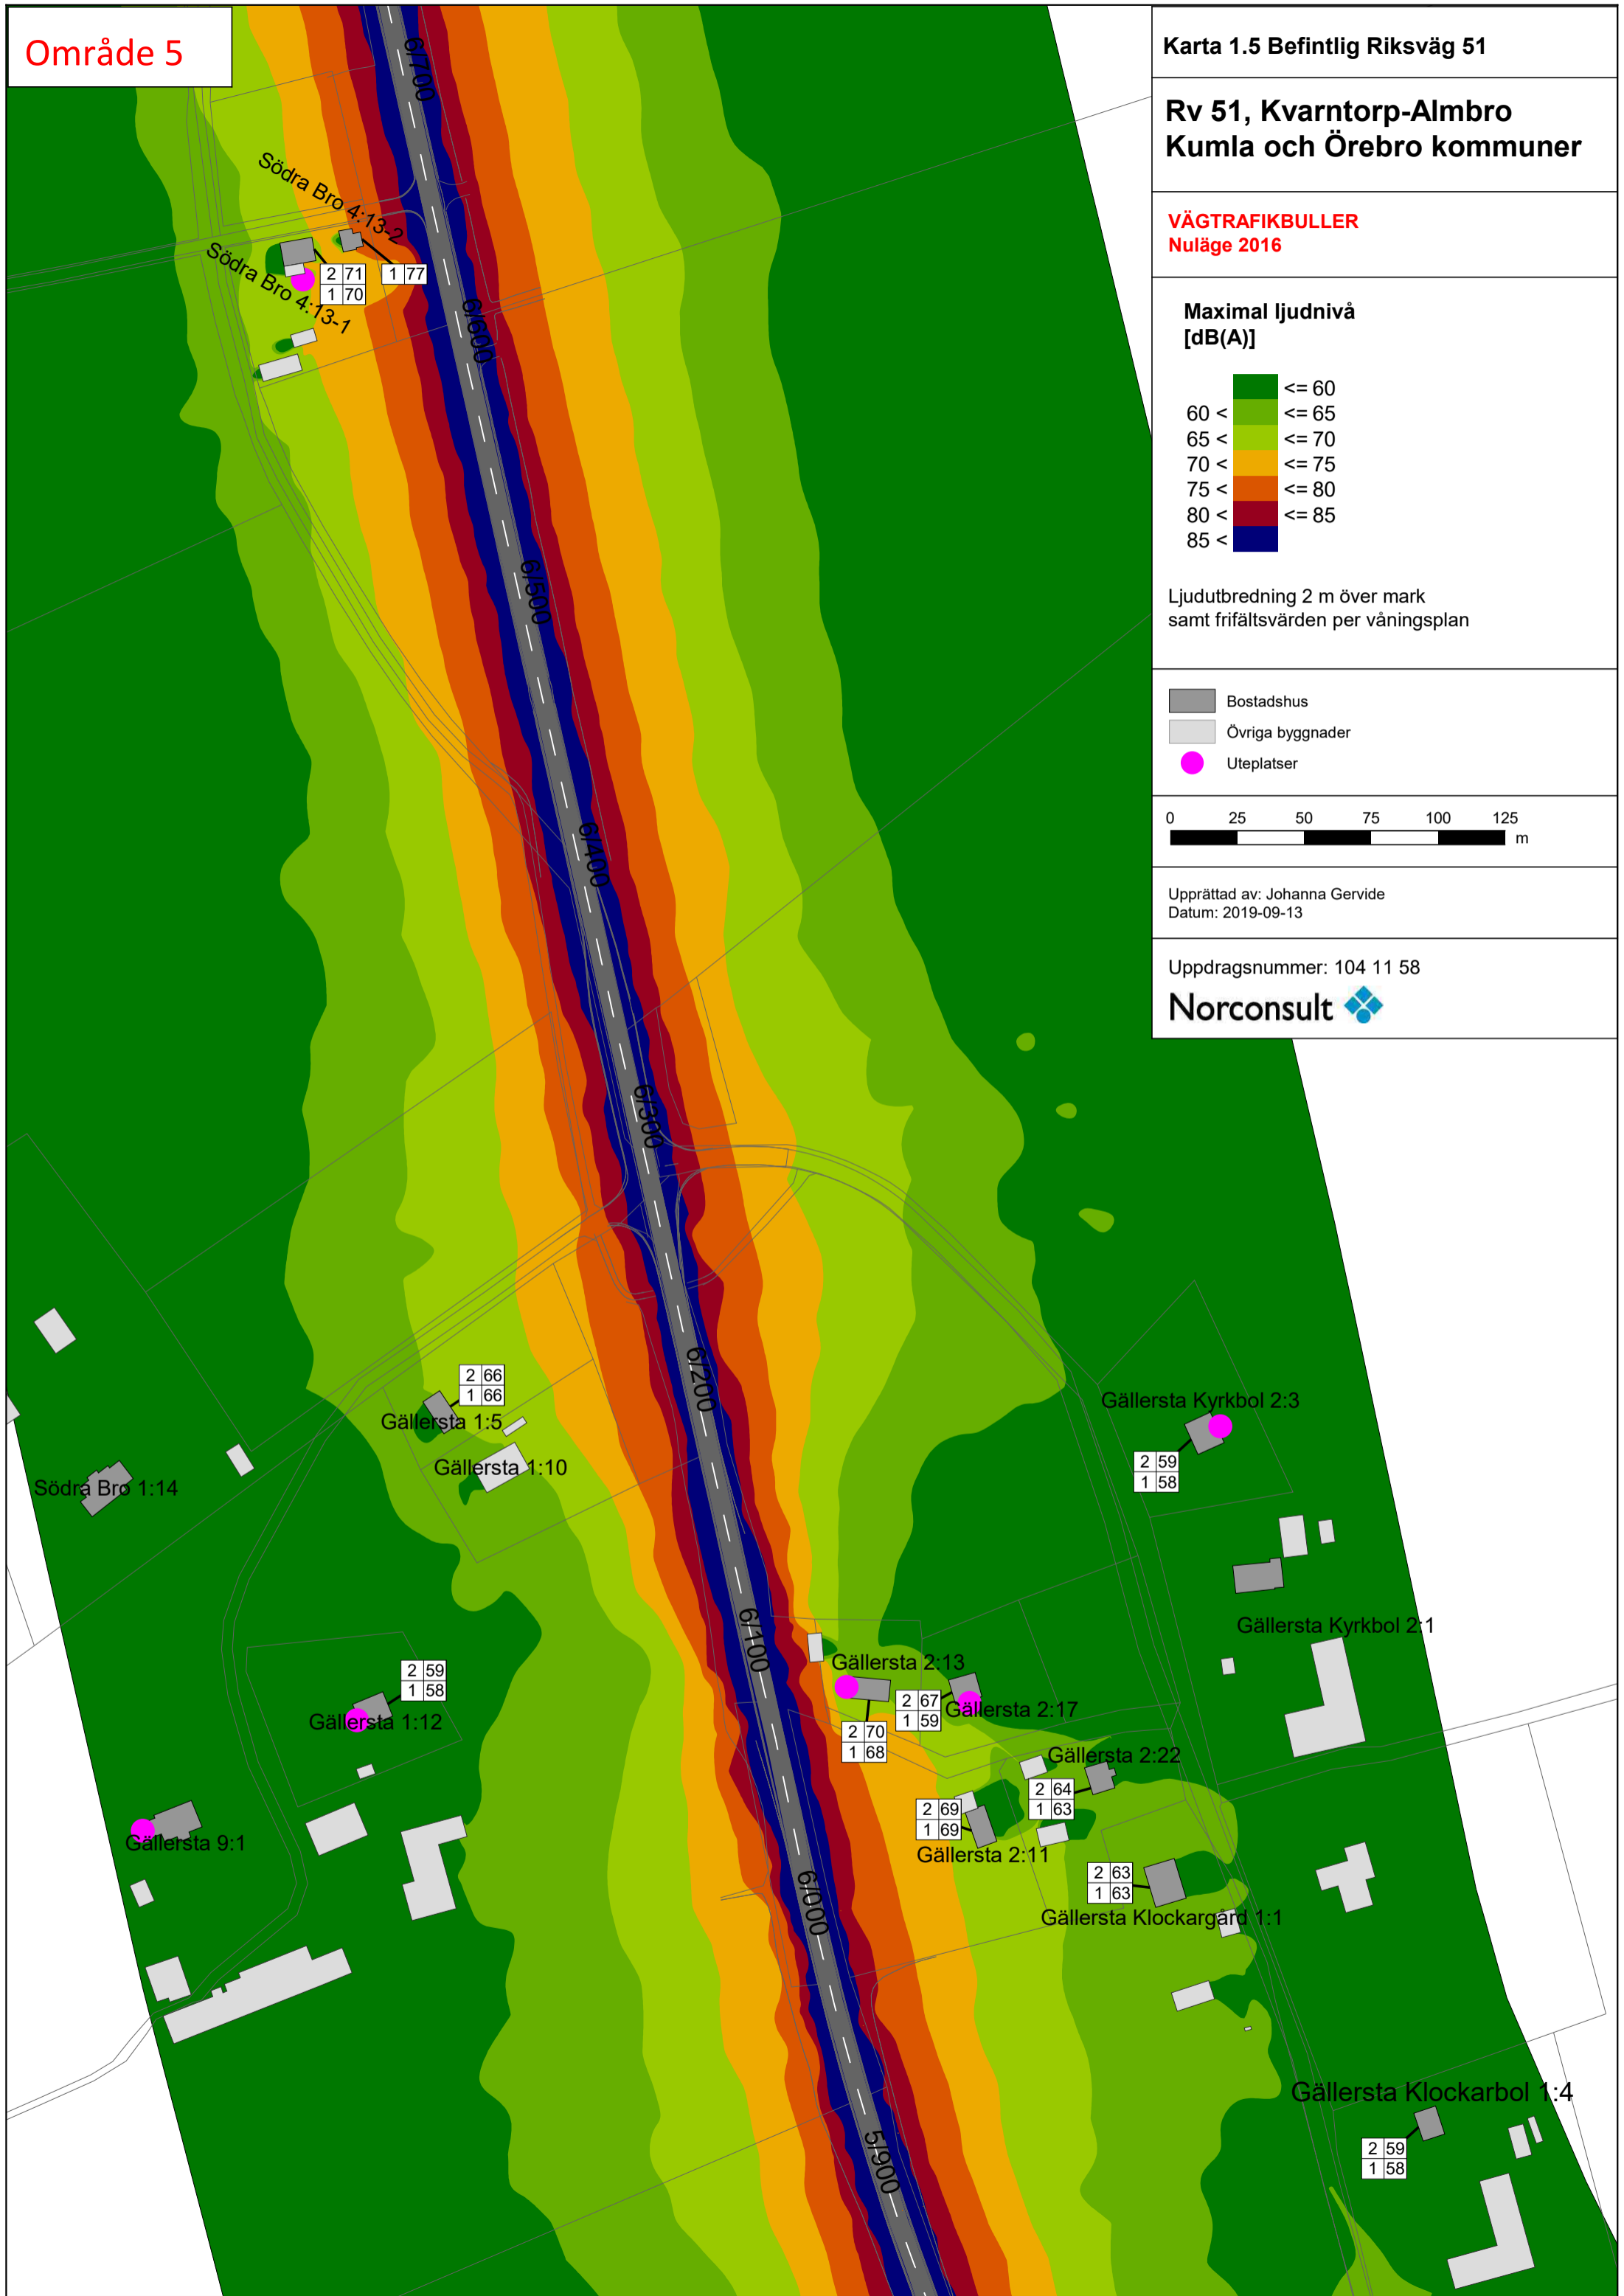 Område 5
Karta 1.5 Befintlig Riksväg 51
Rv 51, Kvarntorp-Almbro
Kumla och Örebro kommuner
VÄGTRAFIKBULLER
Nuläge 2016
Maximal ljudnivå
[dB(A)]
<= 60
60 < <= 65
65 < <= 70
70 < <= 75
75 < <= 80
80 < <= 85
85 <
Ljudutbredning 2 m över mark
samt frifältsvärden per våningsplan
Bostadshus
Övriga byggnader
Uteplatser
0 25 50 75 100 125
m
Upprättad av: Johanna Gervide
Datum: 2019-09-13
Uppdragsnummer: 104 11 58
Norconsult
6/700
Södra Bro 4:13-2
1 77
Södra Bro 4:13-1
2 71
1 70
6/600
6/500
6/400
6/300
6/200
2 66
1 66
Gällersta 1:5
Gällersta 1:10
Södra Bro 1:14
Gällersta Kyrkbol 2:3
2 59
1 58
Gällersta Kyrkbol 2:1
6/100
Gällersta 2:13
2 70
1 68
2 67
1 59
Gällersta 2:17
2 59
1 58
Gällersta 1:12
Gällersta 2:22
2 64
1 63
2 69
1 69
Gällersta 2:11
Gällersta 9:1
2 63
1 63
Gällersta Klockargård 1:1
6/000
Gällersta Klockarbol 1:4
2 59
1 58
5/900